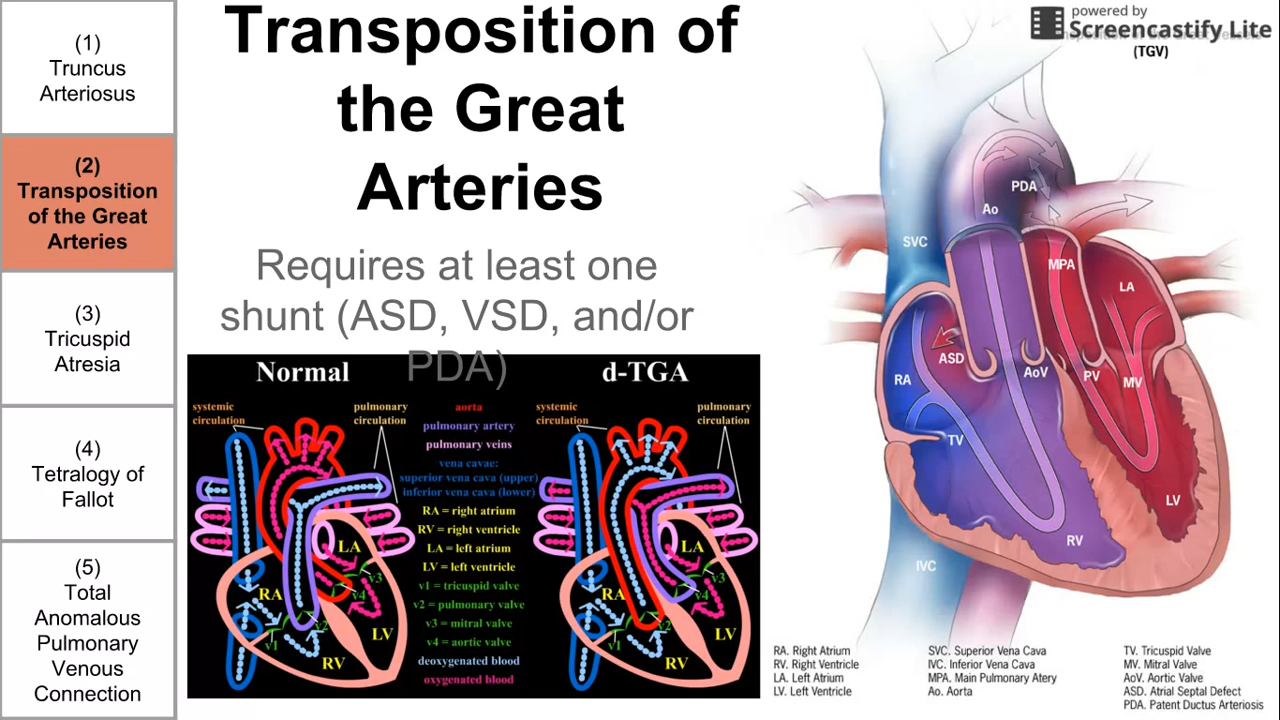 (1)
Truncus
Arteriosus
(2)
Transposition
of the Great
Arteries
(3)
Tricuspid
Atresia
(4)
Tetralogy of
Fallot
(5)
Total
Anomalous
Pulmonary
Venous
Connection
Transposition of
the Great
Arteries
Requires at least one
shunt (ASD, VSD, and/or
PDA)
Normal
d-TGA
systemic
circulation
pulmonary
circulation
RA
LA
LV
RV
v1
v2
v3
v4
aorta
pulmonary artery
pulmonary veins
vena cavae:
superior vena cava (upper)
inferior vena cava (lower)
RA = right atrium
RV = right ventricle
LA = left atrium
LV = left ventricle
v1 = tricuspid valve
v2 = pulmonary valve
v3 = mitral valve
v4 = aortic valve
deoxygenated blood
oxygenated blood
systemic
circulation
pulmonary
circulation
RA
LA
LV
RV
v1
v2
v3
v4
powered by
Screencastify Lite
(TGV)
PDA
Ao
SVC
MPA
LA
ASD
RA
AoV
PV
MV
TV
LV
RV
IVC
RA. Right Atrium
RV. Right Ventricle
LA. Left Atrium
LV. Left Ventricle
SVC. Superior Vena Cava
IVC. Inferior Vena Cava
MPA. Main Pulmonary Atery
Ao. Aorta
TV. Tricuspid Valve
MV. Mitral Valve
AoV. Aortic Valve
ASD. Atrial Septal Defect
PDA. Patent Ductus Arteriosis